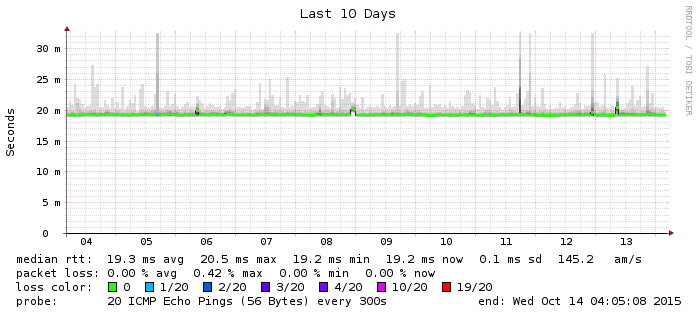 Last 10 Days
RRDTOOL / TOBI OETIKER
Seconds
30 m
25 m
20 m
15 m
10 m
5 m
0
04 05 06 07 08 09 10 11 12 13
median rtt: 19.3 ms avg 20.5 ms max 19.2 ms min 19.2 ms now 0.1 ms sd 145.2 am/s
packet loss: 0.00 % avg 0.42 % max 0.00 % min 0.00 % now
loss color: 0 1/20 2/20 3/20 4/20 10/20 19/20
probe: 20 ICMP Echo Pings (56 Bytes) every 300s end: Wed Oct 14 04:05:08 2015